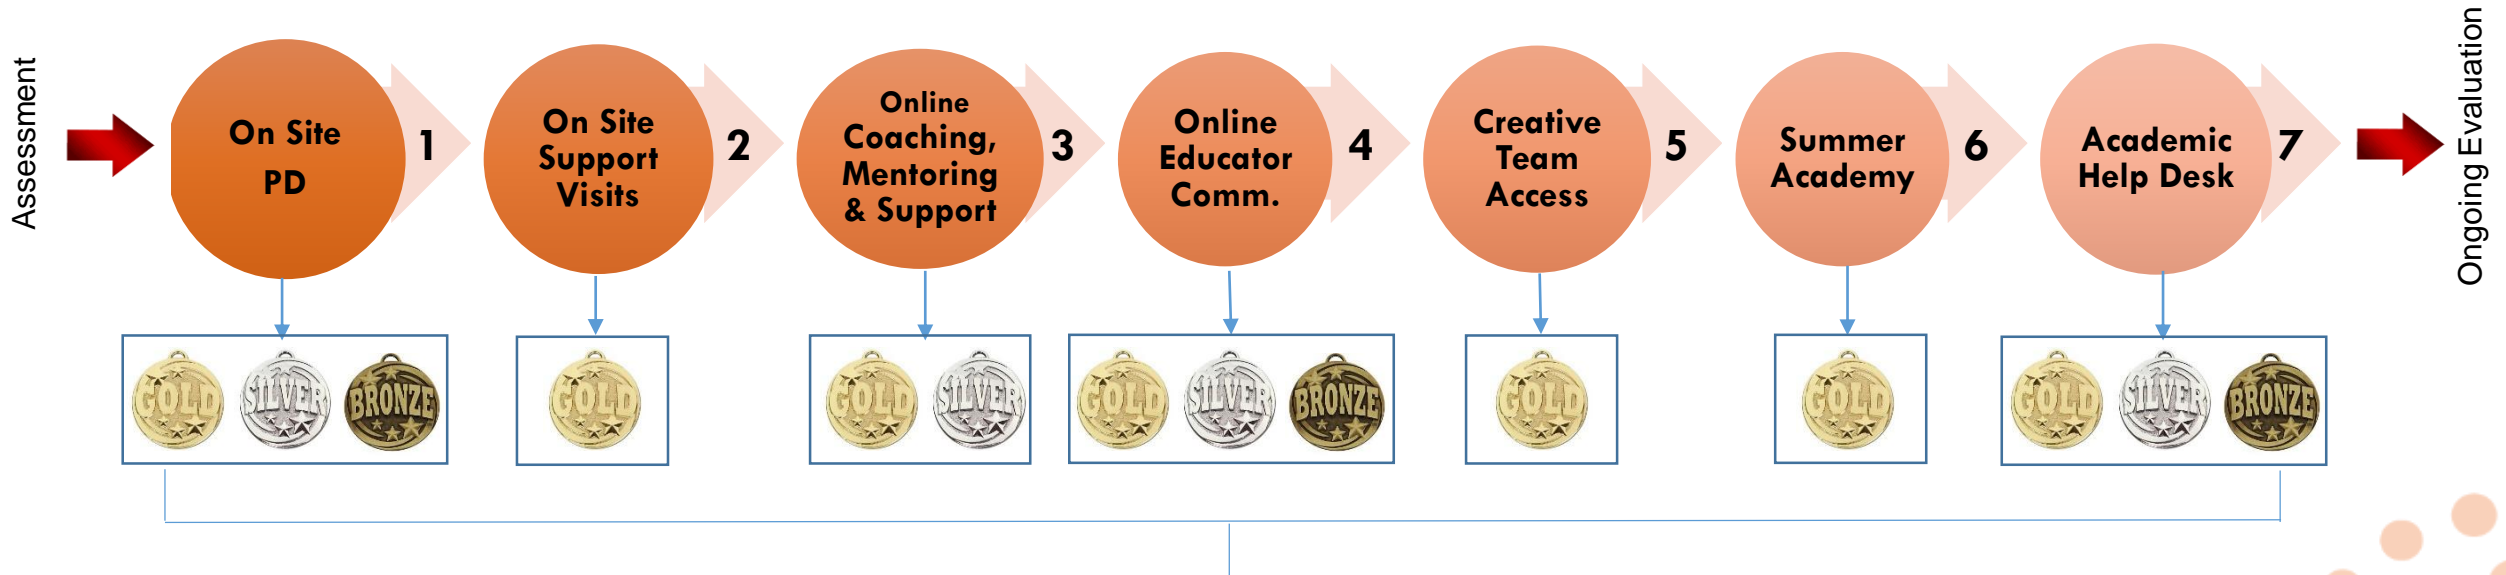 Assessment
On Site
PD
1
On Site
Support
Visits
2
Online
Coaching,
Mentoring
& Support
3
Online
Educator
Comm.
4
Creative
Team
Access
5
Summer
Academy
6
Academic
Help Desk
7
Ongoing Evaluation
GOLD
SILVER
BRONZE
GOLD
GOLD
SILVER
GOLD
SILVER
BRONZE
GOLD
GOLD
GOLD
SILVER
BRONZE